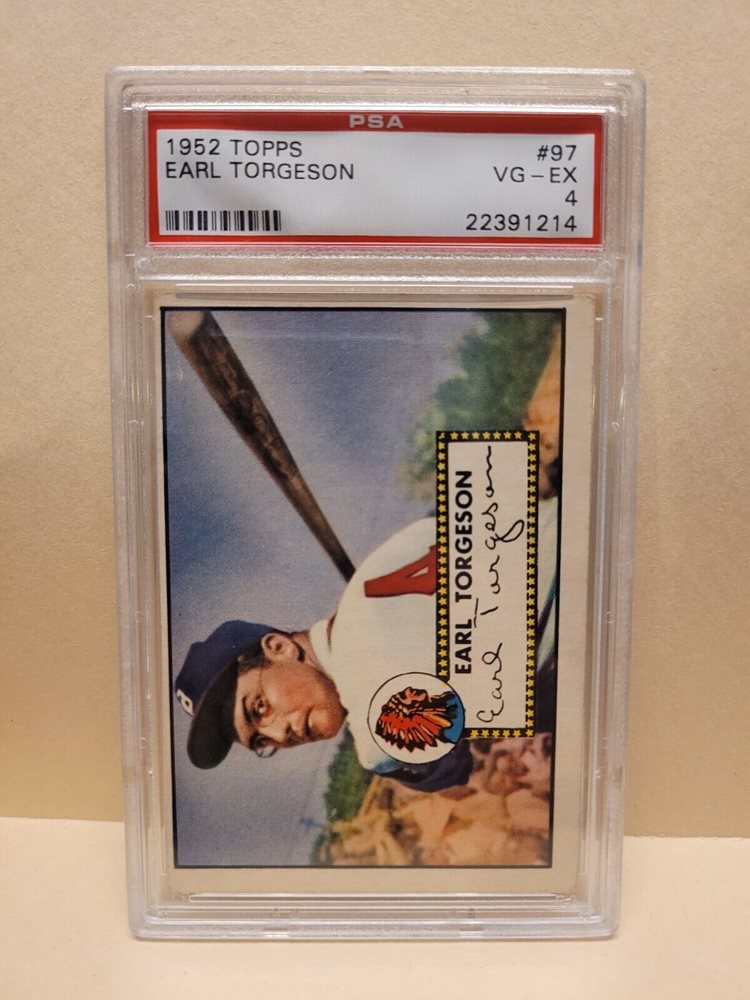 PSA
1952 TOPPS #97
EARL TORGESON VG-EX
4
22391214
B
EARL TORGESON
Earl Torgeson